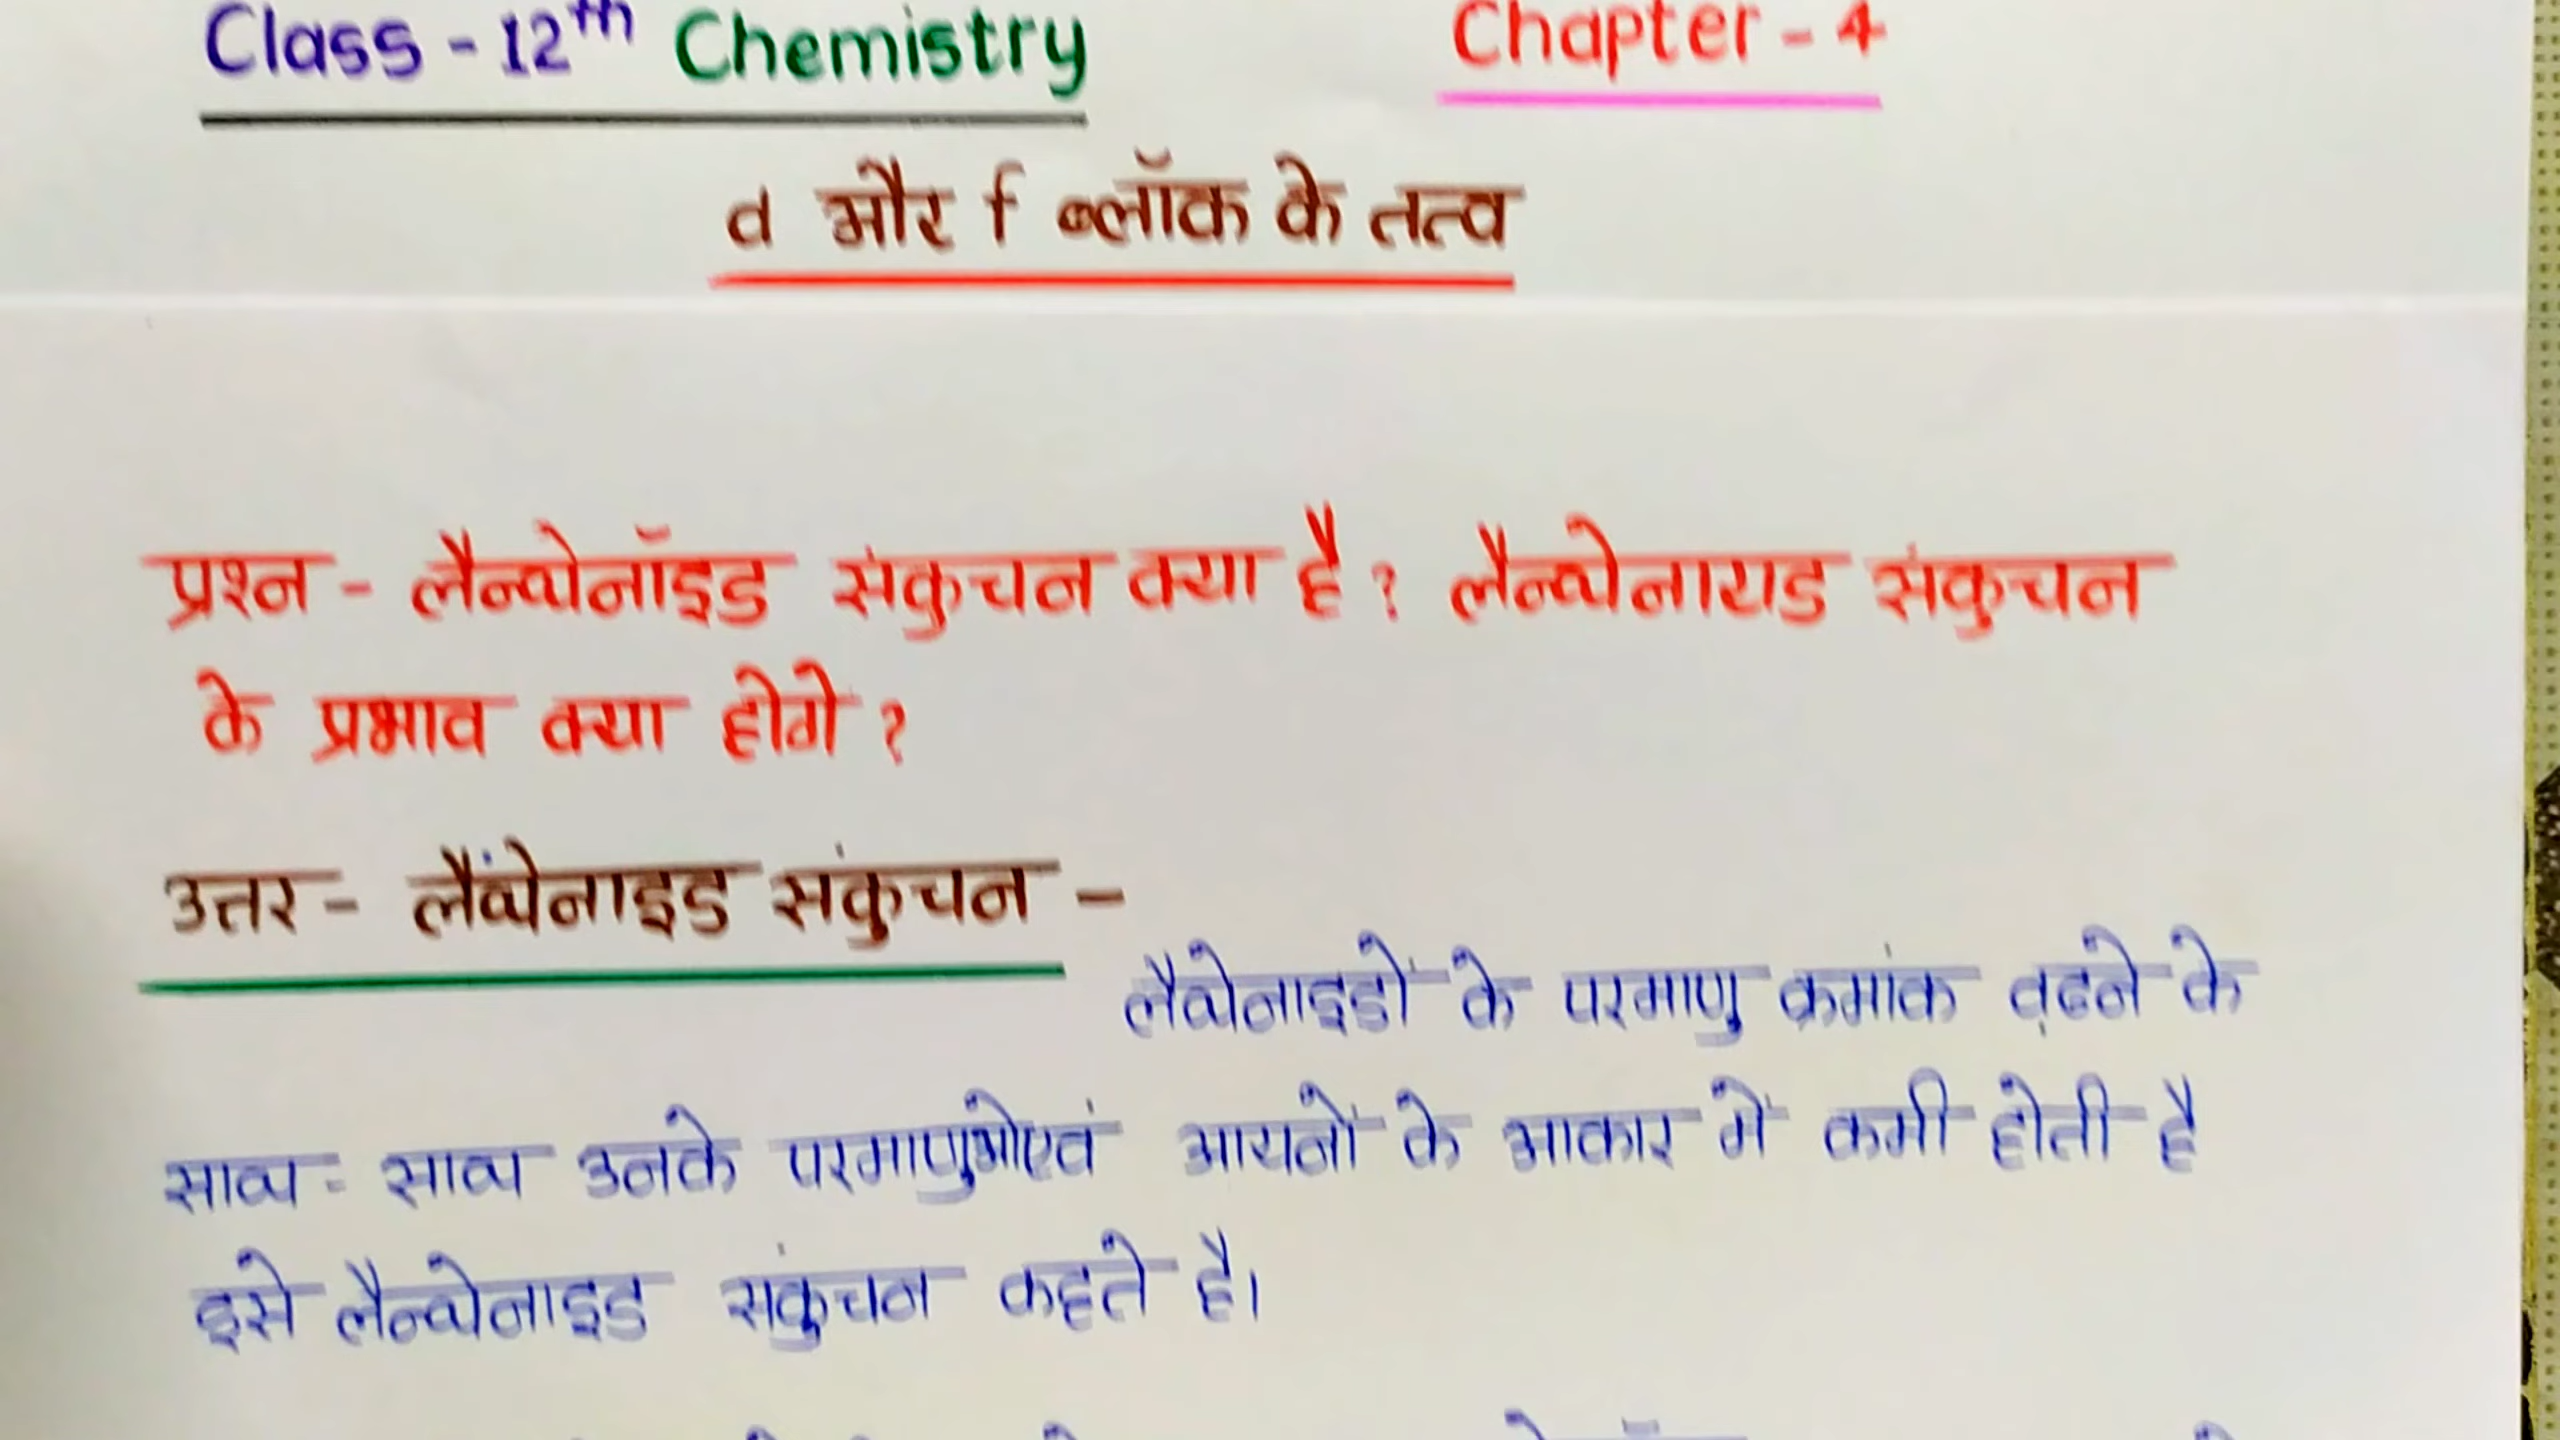 Class - 12th Chemistry Chapter - 4
d और f ब्लॉक के तत्व
प्रश्न - लैन्थेनॉइड संकुचन क्या है ? लैन्थेनायड संकुचन
के प्रभाव क्या होगे ?
उत्तर - लैंथेनाइड संकुचन -
लैथेनाइडों के परमाणु क्रमांक बढ़ने के
साथ - साथ उनके परमाणुओ एवं आयनों के आकार में कमी होती है
इसे लैन्थेनाइड संकुचन कहते है।